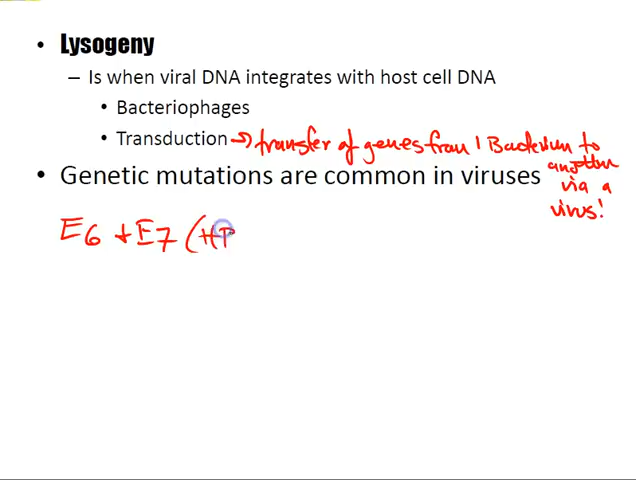 • Lysogeny
– Is when viral DNA integrates with host cell DNA
• Bacteriophages
• Transduction → transfer of genes from 1 Bacterium to
another
via a
virus!
• Genetic mutations are common in viruses
E6 + E7 (HP